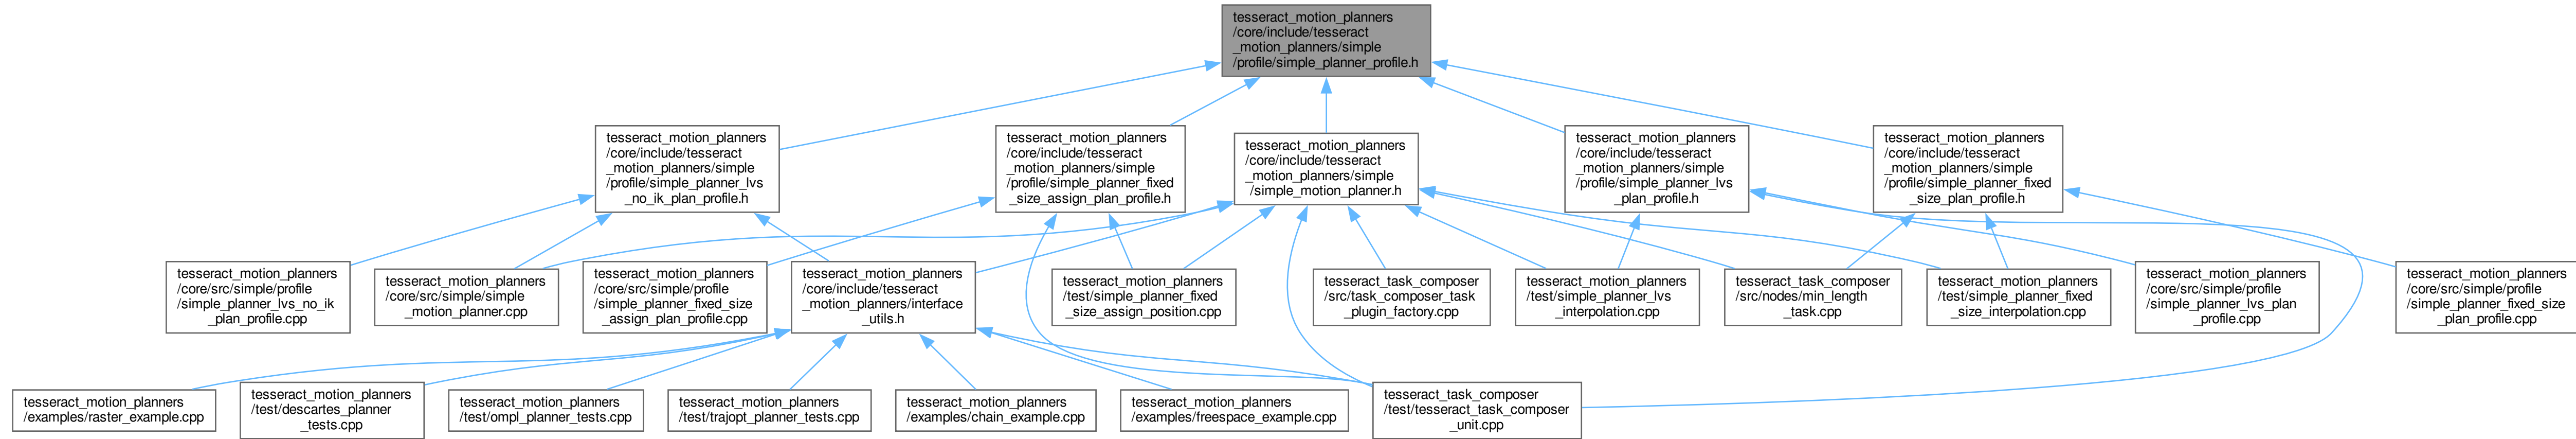 tesseract_motion_planners
/core/include/tesseract
_motion_planners/simple
/profile/simple_planner_profile.h
tesseract_motion_planners
/core/include/tesseract
_motion_planners/simple
/profile/simple_planner_lvs
_no_ik_plan_profile.h
tesseract_motion_planners
/core/include/tesseract
_motion_planners/simple
/profile/simple_planner_fixed
_size_assign_plan_profile.h
tesseract_motion_planners
/core/include/tesseract
_motion_planners/simple
/simple_motion_planner.h
tesseract_motion_planners
/core/include/tesseract
_motion_planners/simple
/profile/simple_planner_lvs
_plan_profile.h
tesseract_motion_planners
/core/include/tesseract
_motion_planners/simple
/profile/simple_planner_fixed
_size_plan_profile.h
tesseract_motion_planners
/core/src/simple/profile
/simple_planner_lvs_no_ik
_plan_profile.cpp
tesseract_motion_planners
/core/src/simple/simple
_motion_planner.cpp
tesseract_motion_planners
/core/src/simple/profile
/simple_planner_fixed_size
_assign_plan_profile.cpp
tesseract_motion_planners
/core/include/tesseract
_motion_planners/interface
_utils.h
tesseract_motion_planners
/test/simple_planner_fixed
_size_assign_position.cpp
tesseract_task_composer
/src/task_composer_task
_plugin_factory.cpp
tesseract_motion_planners
/test/simple_planner_lvs
_interpolation.cpp
tesseract_task_composer
/src/nodes/min_length
_task.cpp
tesseract_motion_planners
/test/simple_planner_fixed
_size_interpolation.cpp
tesseract_motion_planners
/core/src/simple/profile
/simple_planner_lvs_plan
_profile.cpp
tesseract_motion_planners
/core/src/simple/profile
/simple_planner_fixed_size
_plan_profile.cpp
tesseract_motion_planners
/examples/raster_example.cpp
tesseract_motion_planners
/test/descartes_planner
_tests.cpp
tesseract_motion_planners
/test/ompl_planner_tests.cpp
tesseract_motion_planners
/test/trajopt_planner_tests.cpp
tesseract_motion_planners
/examples/chain_example.cpp
tesseract_motion_planners
/examples/freespace_example.cpp
tesseract_task_composer
/test/tesseract_task_composer
_unit.cpp